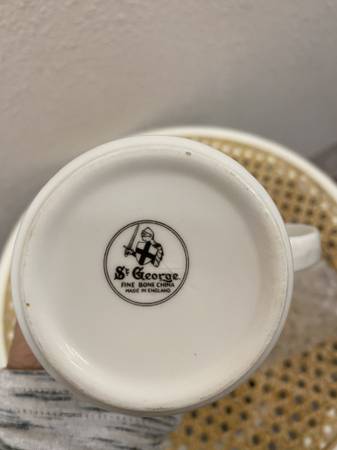 St George
FINE BONE CHINA
MADE IN ENGLAND